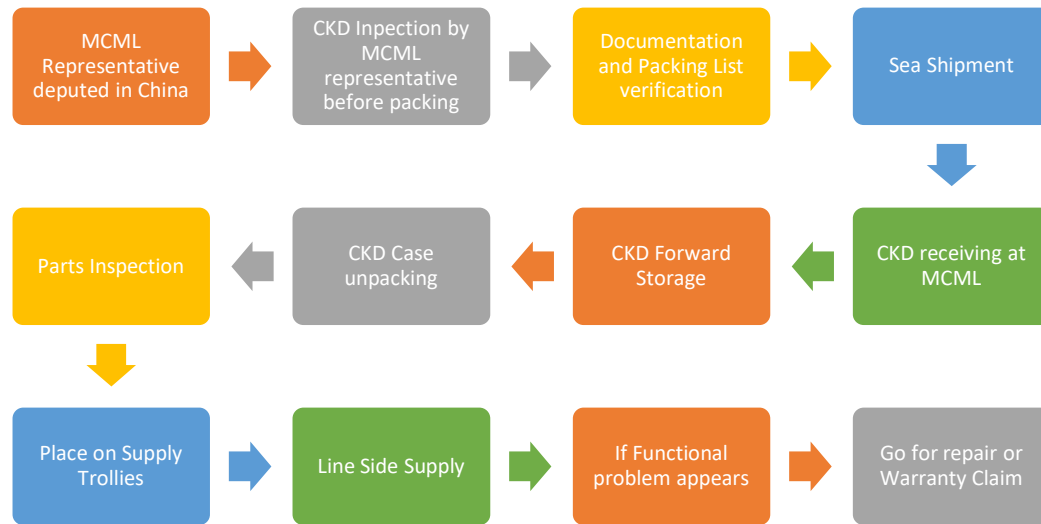 MCML
Representative
deputed in China
CKD Inpection by
MCML
representative
before packing
Documentation
and Packing List
verification
Sea Shipment
CKD receiving at
MCML
CKD Forward
Storage
CKD Case
unpacking
Parts Inspection
Place on Supply
Trollies
Line Side Supply
If Functional
problem appears
Go for repair or
Warranty Claim